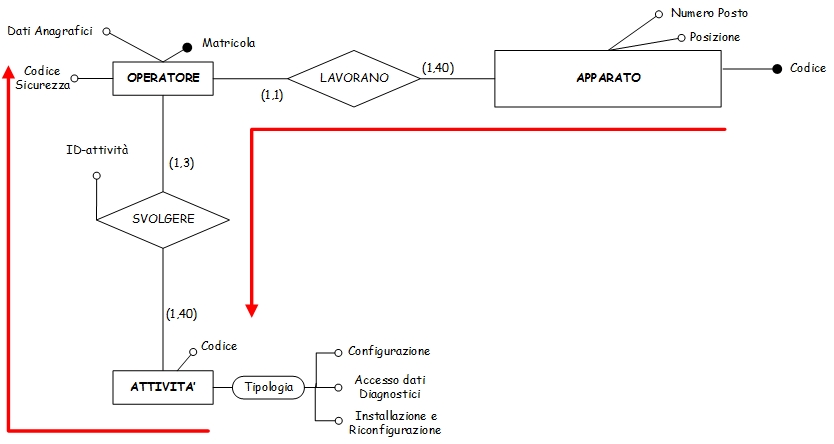 Numero Posto
Dati Anagrafici
Posizione
Matricola
Codice
Sicurezza
OPERATORE
LAVORANO
(1,40)
APPARATO
Codice
(1,1)
ID-attività
(1,3)
SVOLGERE
(1,40)
Codice
Configurazione
ATTIVITA'
Tipologia
Accesso dati
Diagnostici
Installazione e
Riconfigurazione